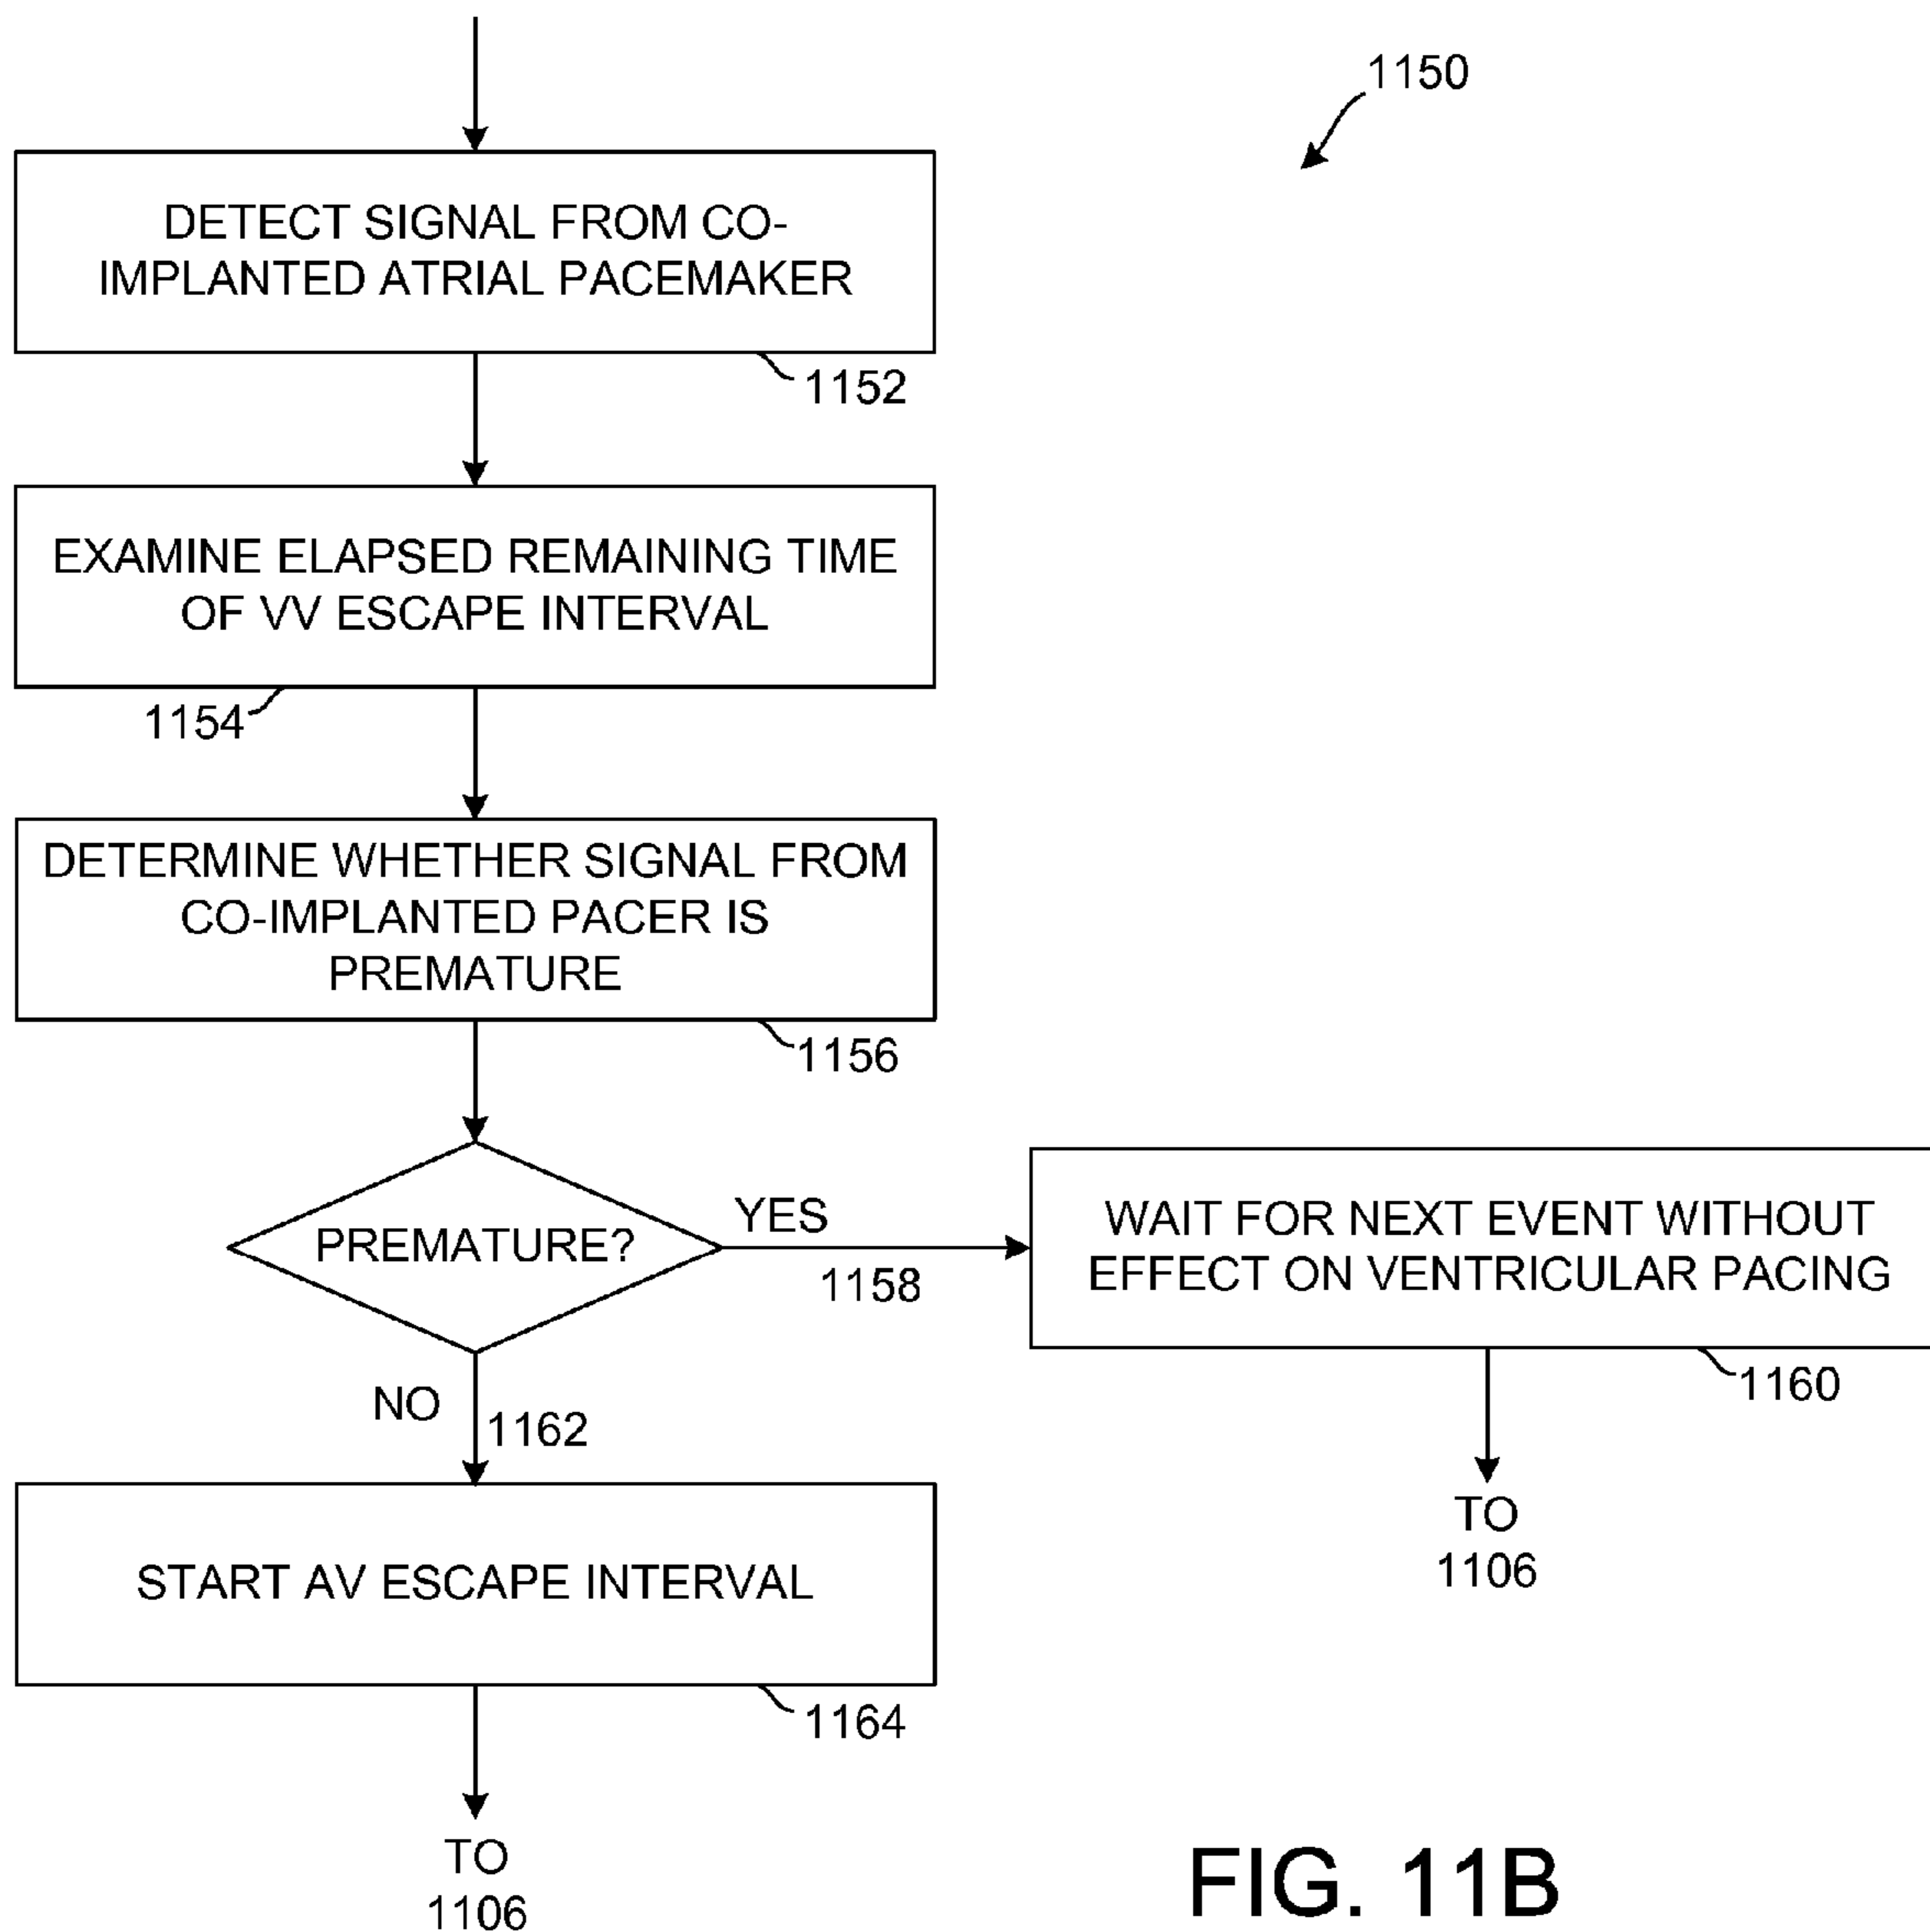 1150
DETECT SIGNAL FROM CO-
IMPLANTED ATRIAL PACEMAKER
1152
EXAMINE ELAPSED REMAINING TIME
OF VV ESCAPE INTERVAL
1154
DETERMINE WHETHER SIGNAL FROM
CO-IMPLANTED PACER IS
PREMATURE
1156
PREMATURE?
YES
1158
WAIT FOR NEXT EVENT WITHOUT
EFFECT ON VENTRICULAR PACING
1160
TO
1106
NO
1162
START AV ESCAPE INTERVAL
1164
TO
1106
FIG. 11B